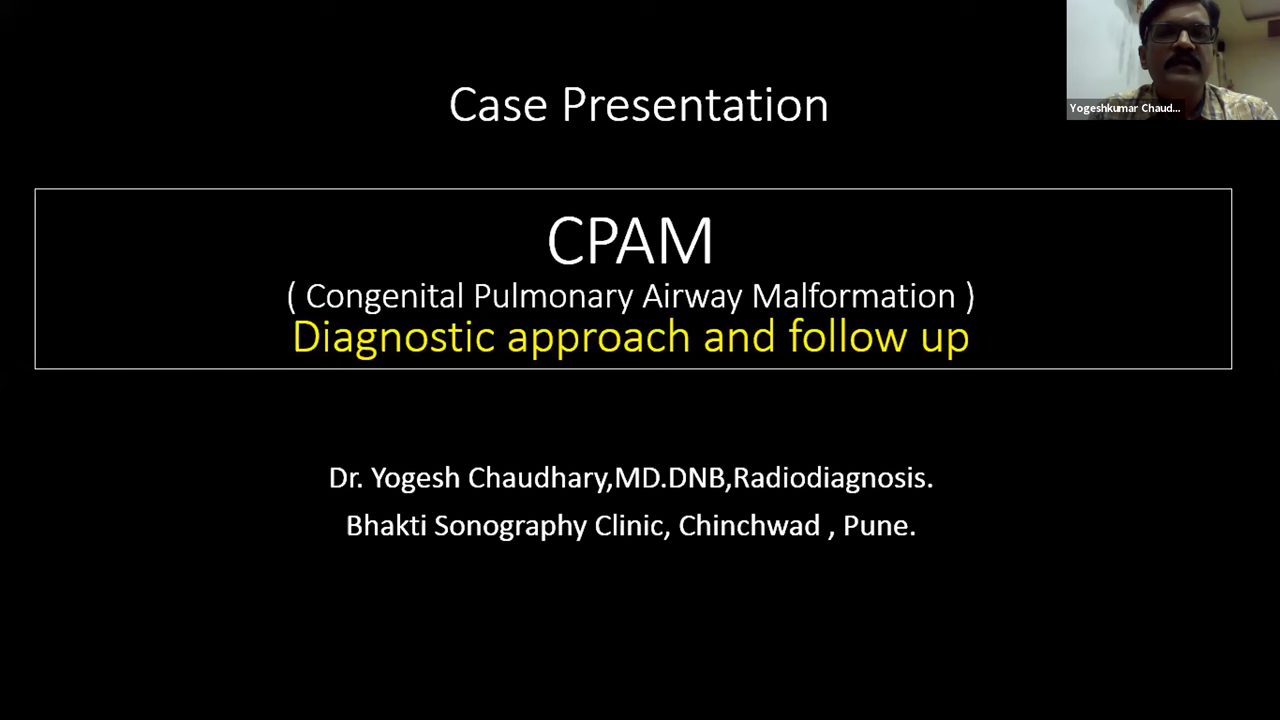 Case Presentation
Yogeshkumar Chaud...
CPAM
( Congenital Pulmonary Airway Malformation )
Diagnostic approach and follow up
Dr. Yogesh Chaudhary,MD.DNB,Radiodiagnosis.
Bhakti Sonography Clinic, Chinchwad , Pune.